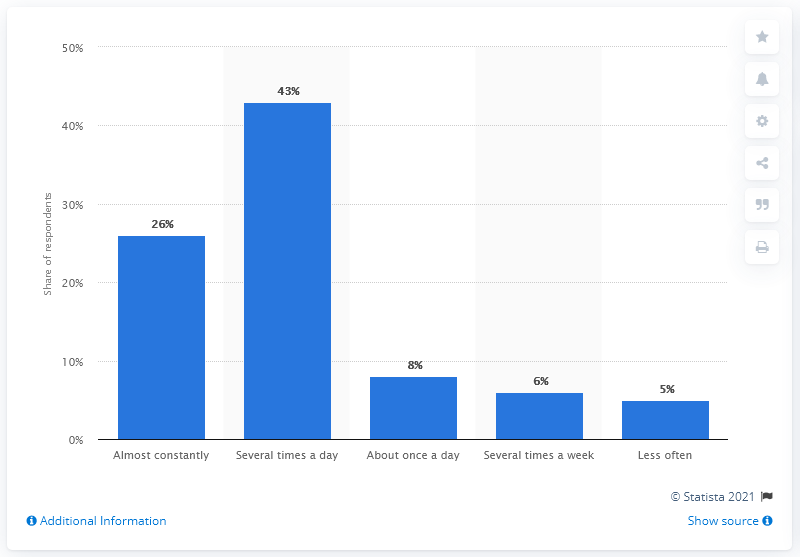 50%
43%
40%
Share of respondents
30%
26%
20%
10%
8%
6%
5%
0%
Almost constantly
Several times a day
About once a day
Several times a week
Less often
© Statista 2021
Additional Information
Show source